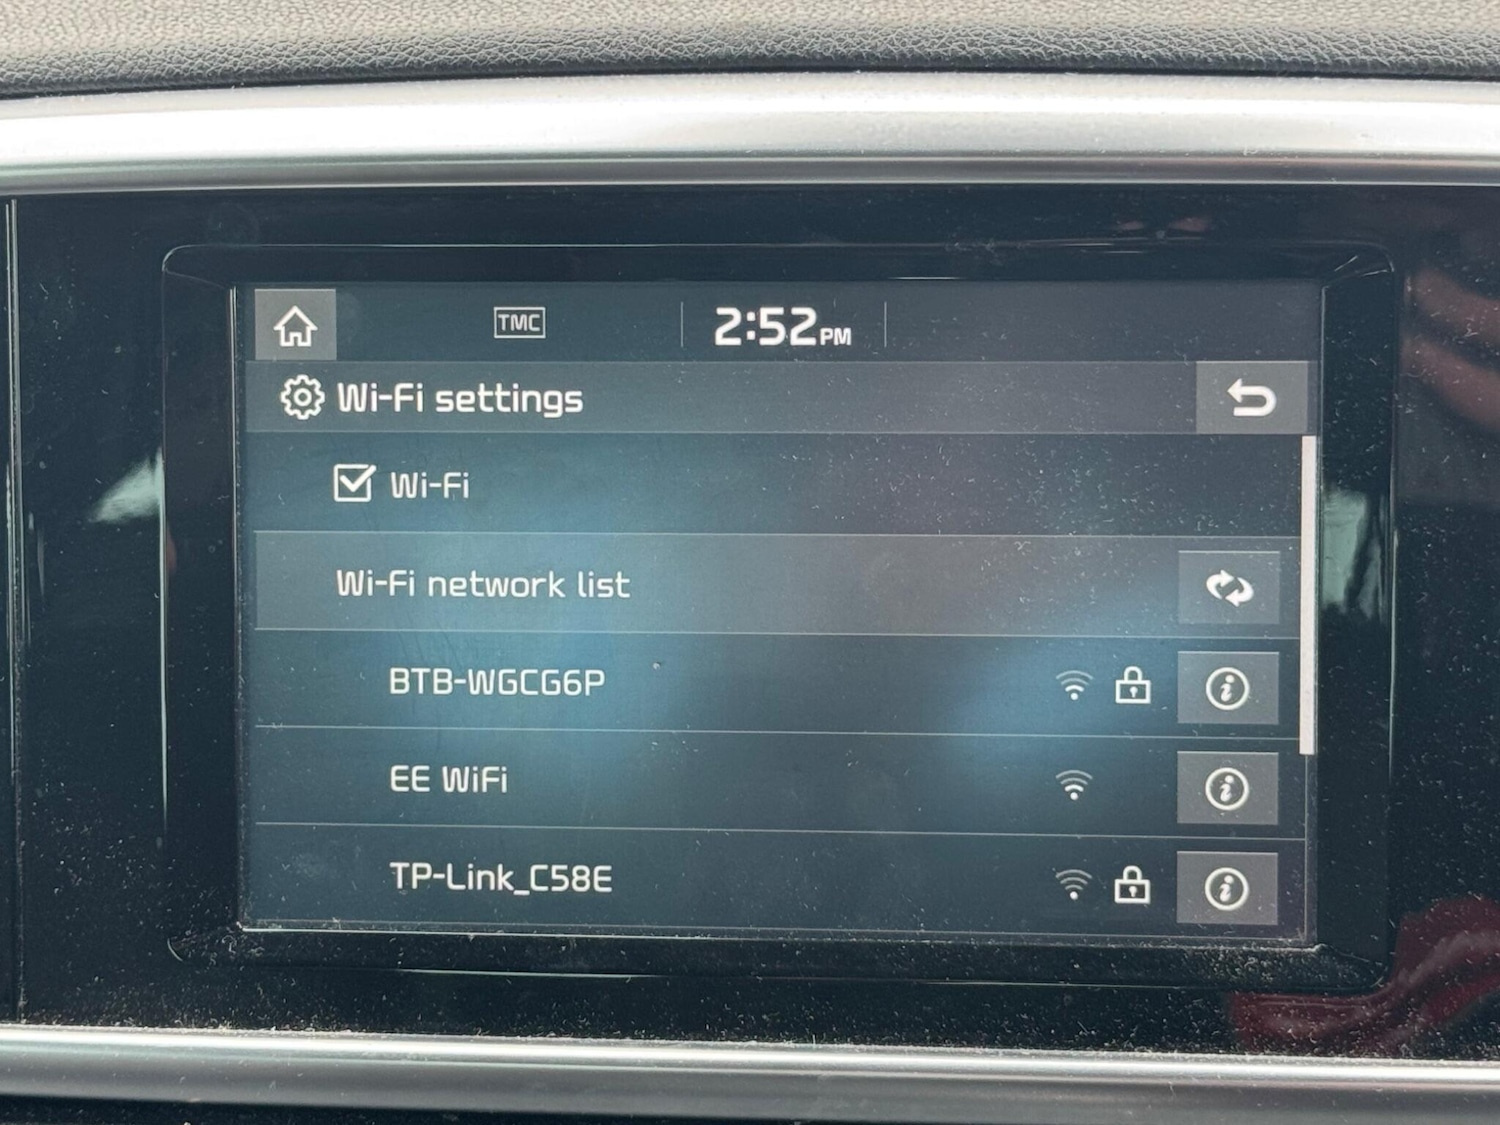 TMC
2:52PM
Wi-Fi settings
Wi-Fi
Wi-Fi network list
BTB-WGCG6P
EE WiFi
TP-Link_C58E